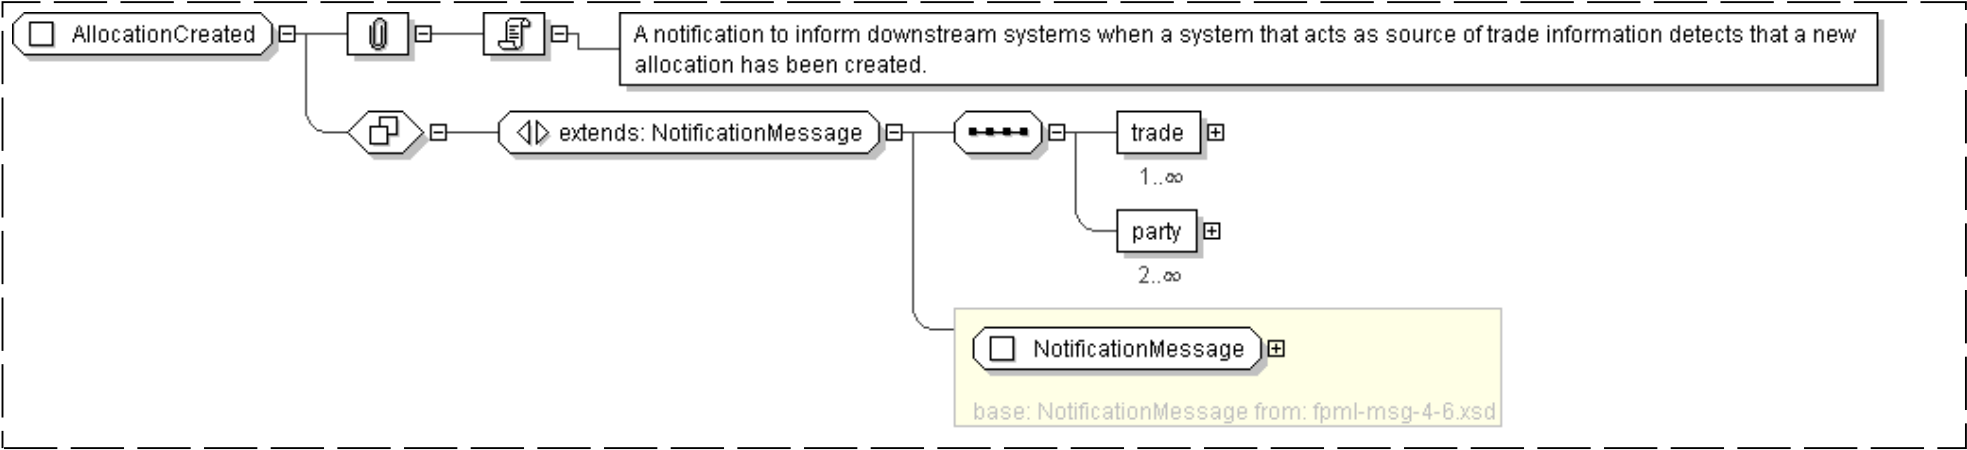 AllocationCreated
A notification to inform downstream systems when a system that acts as source of trade information detects that a new
allocation has been created.
extends: NotificationMessage
trade
1..∞
party
2..∞
NotificationMessage
base: NotificationMessage from: fpml-msg-4-6.xsd